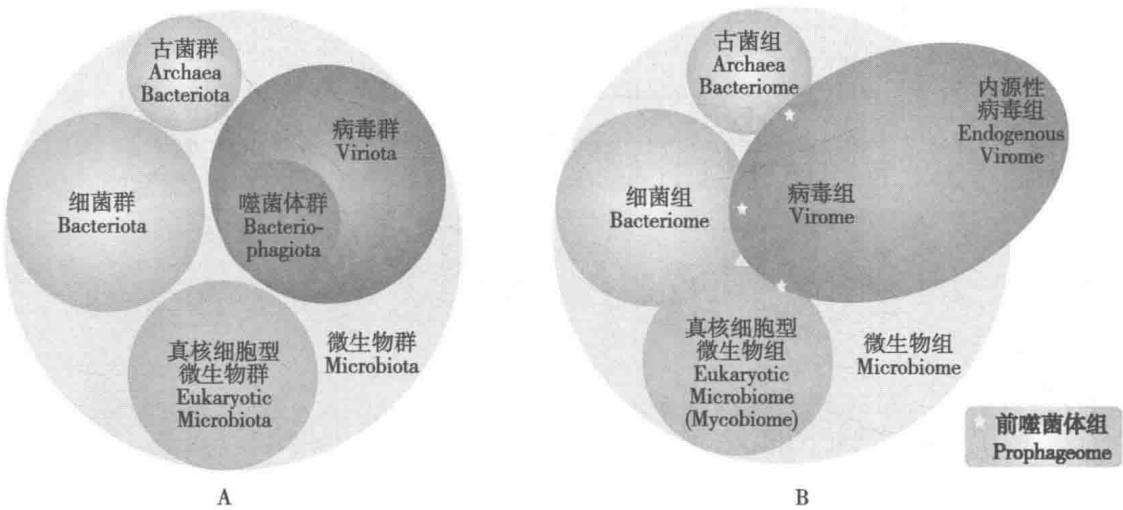 古菌群
Archaea
Bacteriota
病毒群
Viriota
细菌群
Bacteriota
噬菌体群
Bacterio-
phagiota
真核细胞型
微生物群
Eukaryotic
Microbiota
微生物群
Microbiota
A
古菌组
Archaea
Bacteriome
内源性
病毒组
Endogenous
Virome
细菌组
Bacteriome
病毒组
Virome
真核细胞型
微生物组
Eukaryotic
Microbiome
(Mycobiome)
微生物组
Microbiome
前噬菌体组
Prophageome
B